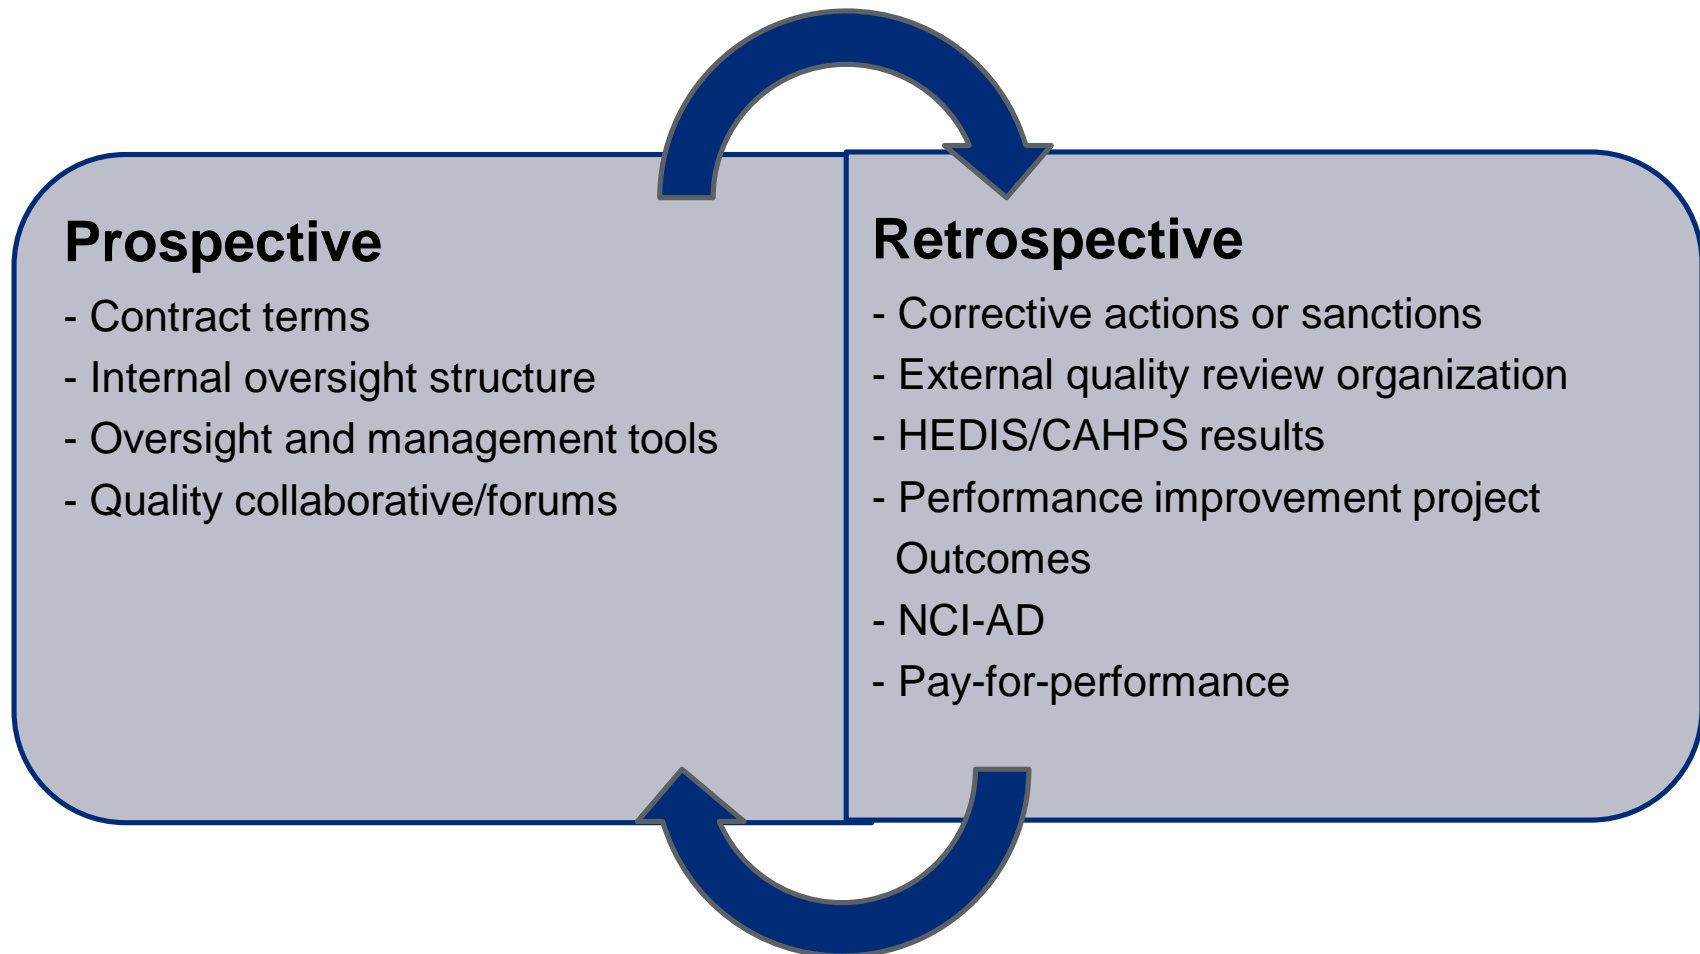 Prospective
- Contract terms
- Internal oversight structure
- Oversight and management tools
- Quality collaborative/forums
Retrospective
- Corrective actions or sanctions
- External quality review organization
- HEDIS/CAHPS results
- Performance improvement project
Outcomes
- NCI-AD
- Pay-for-performance